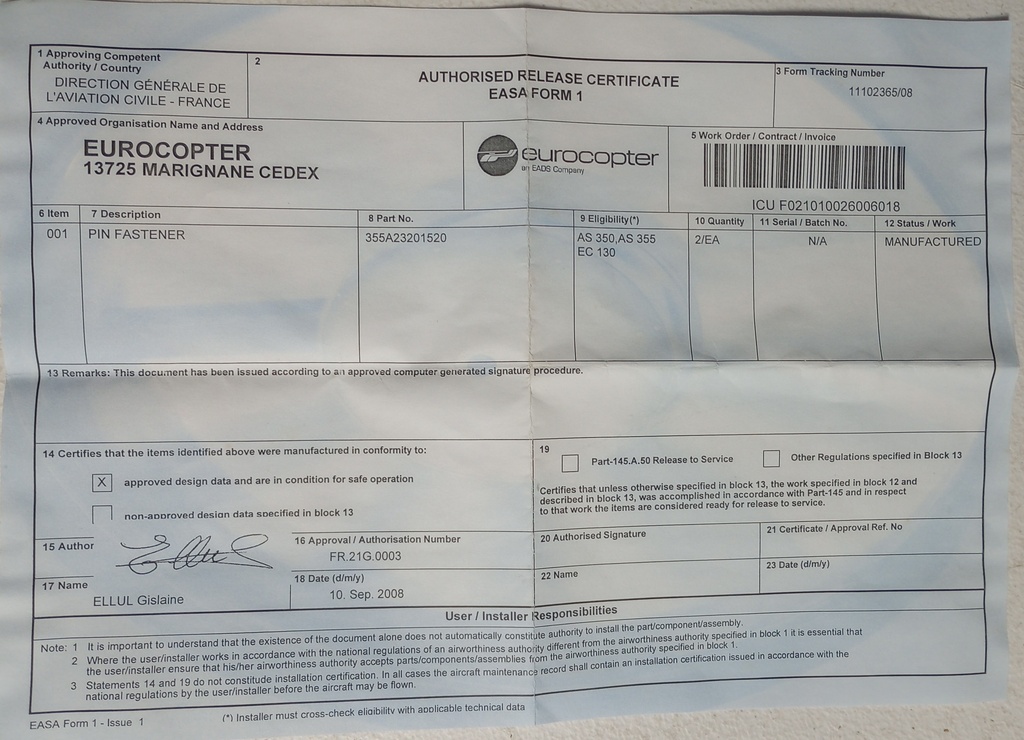 1 Approving Competent
Authority / Country
DIRECTION GÉNÉRALE DE
L'AVIATION CIVILE - FRANCE
2
AUTHORISED RELEASE CERTIFICATE
EASA FORM 1
3 Form Tracking Number
11102365/08
4 Approved Organisation Name and Address
EUROCOPTER
13725 MARIGNANE CEDEX
eurocopter
an EADS Company
5 Work Order / Contract / Invoice
ICU F021010026006018
6 Item
7 Description
8 Part No.
9 Eligibility(*)
10 Quantity
11 Serial / Batch No.
12 Status / Work
001
PIN FASTENER
355A23201520
AS 350,AS 355
EC 130
2/EA
N/A
MANUFACTURED
13 Remarks: This document has been issued according to an approved computer generated signature procedure.
14 Certifies that the items identified above were manufactured in conformity to:
X approved design data and are in condition for safe operation
non-approved design data specified in block 13
15 Author
16 Approval / Authorisation Number
FR.21G.0003
17 Name
ELLUL Gislaine
18 Date (d/m/y)
10. Sep. 2008
19
Part-145.A.50 Release to Service
Other Regulations specified in Block 13
Certifies that unless otherwise specified in block 13, the work specified in block 12 and
described in block 13, was accomplished in accordance with Part-145 and in respect
to that work the items are considered ready for release to service.
20 Authorised Signature
21 Certificate / Approval Ref. No
22 Name
23 Date (d/m/y)
User / Installer Responsibilities
Note: 1 It is important to understand that the existence of the document alone does not automatically constitute authority to install the part/component/assembly.
2 Where the user/installer works in accordance with the national regulations of an airworthiness authority different from the airworthiness authority specified in block 1 it is essential that
the user/installer ensure that his/her airworthiness authority accepts parts/components/assemblies from the airworthiness authority specified in block 1.
3 Statements 14 and 19 do not constitute installation certification. In all cases the aircraft maintenance record shall contain an installation certification issued in accordance with the
national regulations by the user/installer before the aircraft may be flown.
EASA Form 1 - Issue 1
(*) Installer must cross-check eligibility with applicable technical data